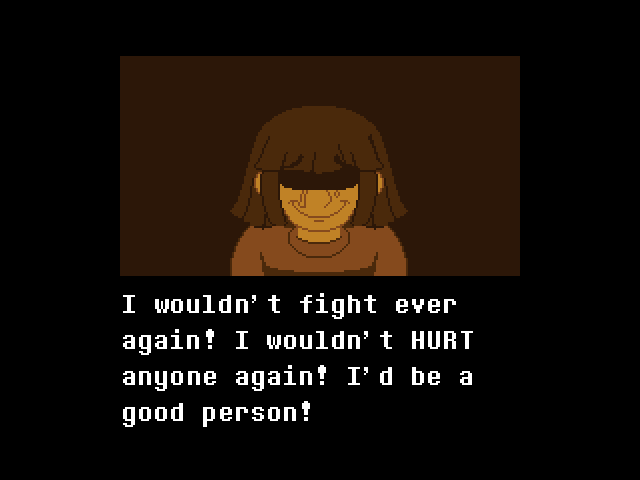 I wouldn't fight ever
again! I wouldn't HURT
anyone again! I'd be a
good person!